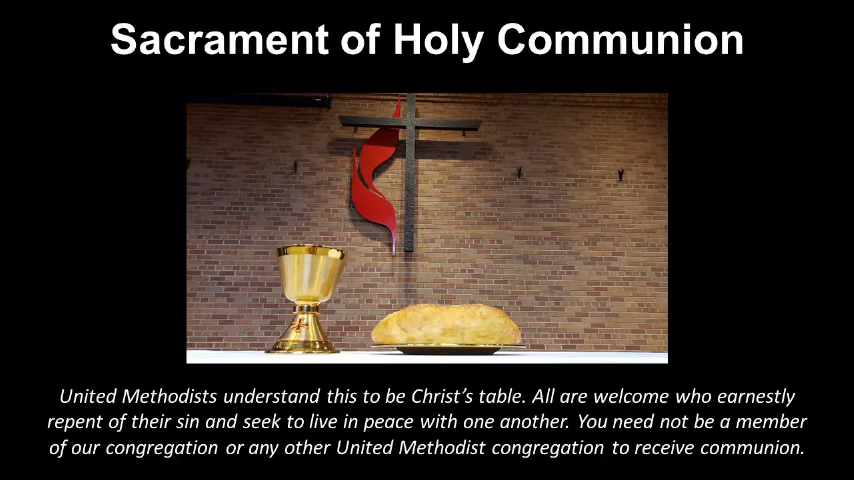 Sacrament of Holy Communion
United Methodists understand this to be Christ’s table. All are welcome who earnestly
repent of their sin and seek to live in peace with one another. You need not be a member
of our congregation or any other United Methodist congregation to receive communion.